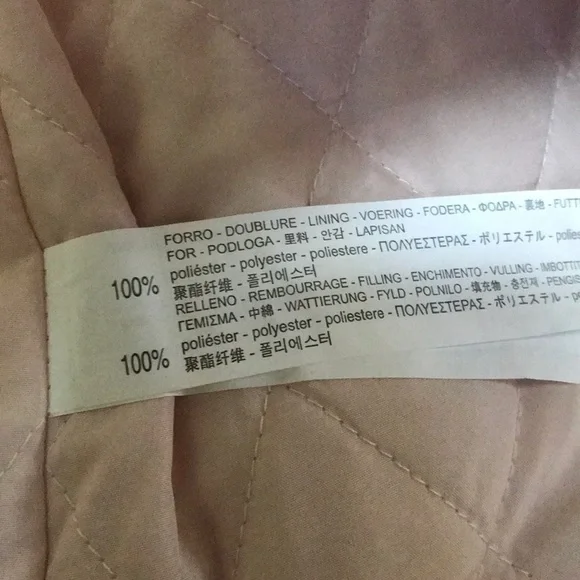 FORRO - DOUBLURE - LINING - VOERING - FODERA - ΦΟΔΡΑ - 裏地 - FUTT
FOR - PODLOGA - 里料 - 안감 - LAPISAN
100% poliéster - polyester - poliestere - ΠΟΛΥΕΣΤΕΡΑΣ - ポリエステル - polies
聚酯纤维 - 폴리에스터
RELLENO - REMBOURRAGE - FILLING - ENCHIMENTO - VULLING - IMBOTTI
ΓΕΜΙΣΜΑ - 中綿 - WATTIERUNG - FYLD - POLNILO - 填充物 - 충전재 - PENGIS
100% poliéster - polyester - poliestere - ΠΟΛΥΕΣΤΕΡΑΣ - ポリエステル - po
聚酯纤维 - 폴리에스터